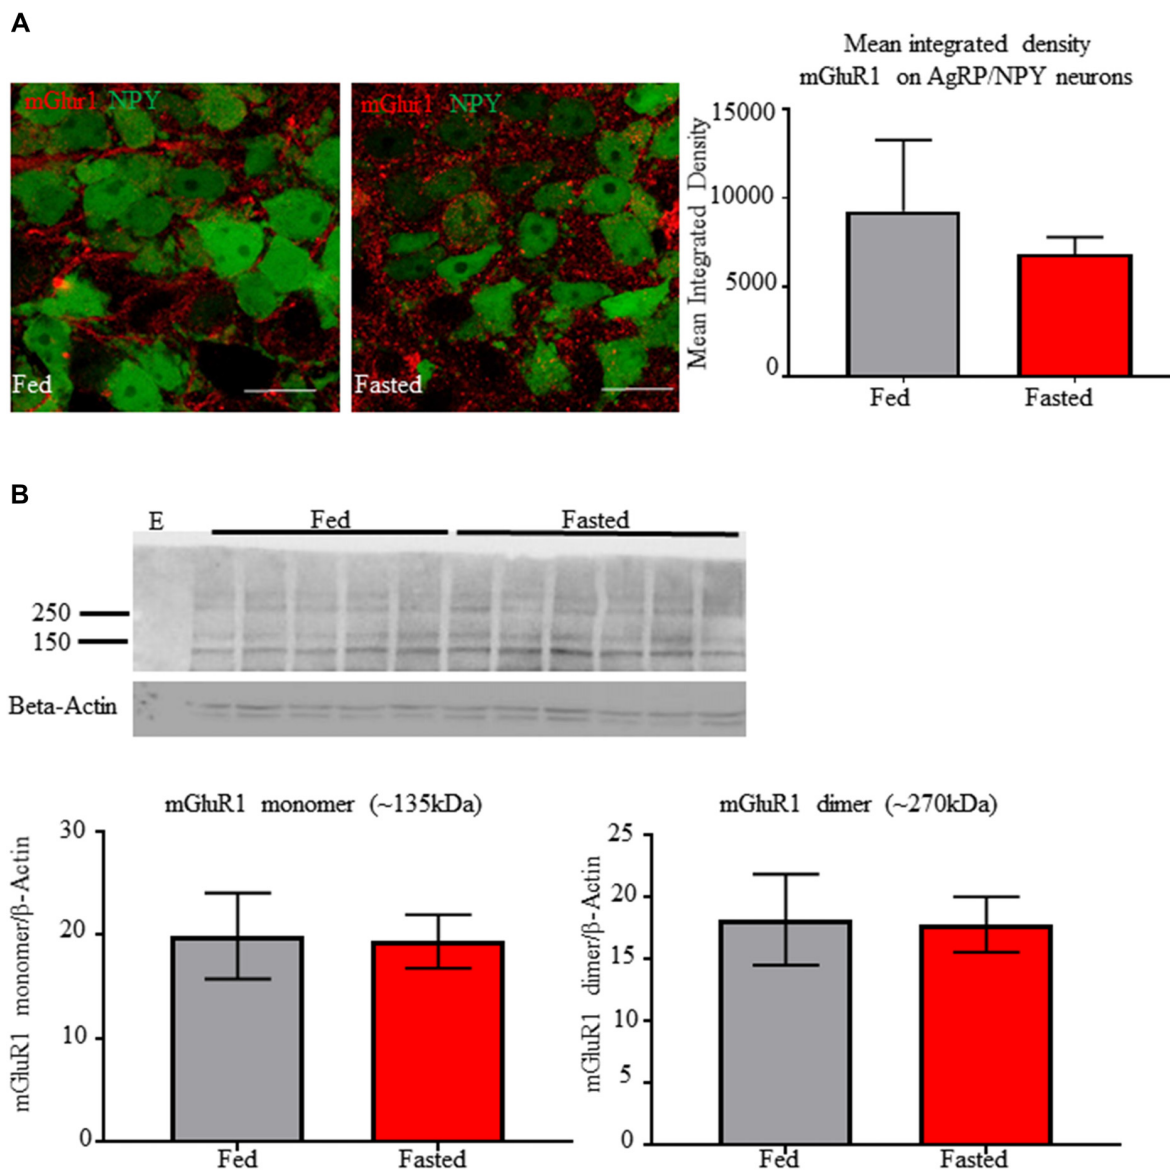 A
Mean integrated density
mGluR1 on AgRP/NPY neurons
mGlur1 NPY
Fed
mGlur1 NPY
Fasted
Mean Integrated Density
15000
10000
5000
0
Fed
Fasted
B
E
Fed
Fasted
250
150
Beta-Actin
mGluR1 monomer (~135kDa)
mGluR1 monomer/β-Actin
30
20
10
0
Fed
Fasted
mGluR1 dimer (~270kDa)
mGluR1 dimer/β-Actin
25
20
15
10
5
0
Fed
Fasted